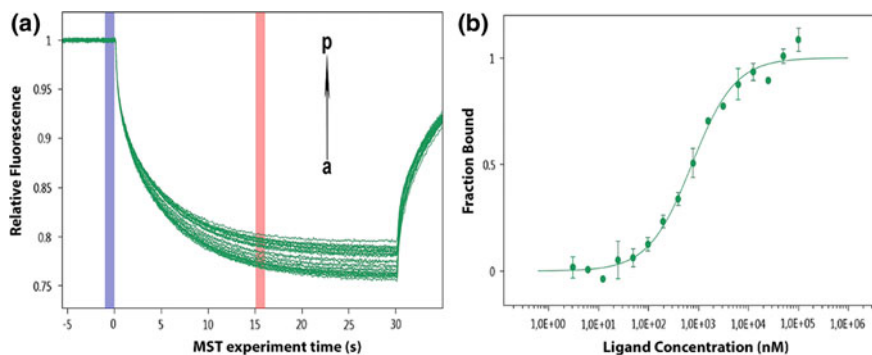 (a)
Relative Fluorescence
1
0.95
0.9
0.85
0.8
0.75
p
a
-5 0 5 10 15 20 25 30
MST experiment time (s)
(b)
Fraction Bound
1
0.5
0
1,0E+00 1,0E+01 1,0E+02 1,0E+03 1,0E+04 1,0E+05 1,0E+06
Ligand Concentration (nM)